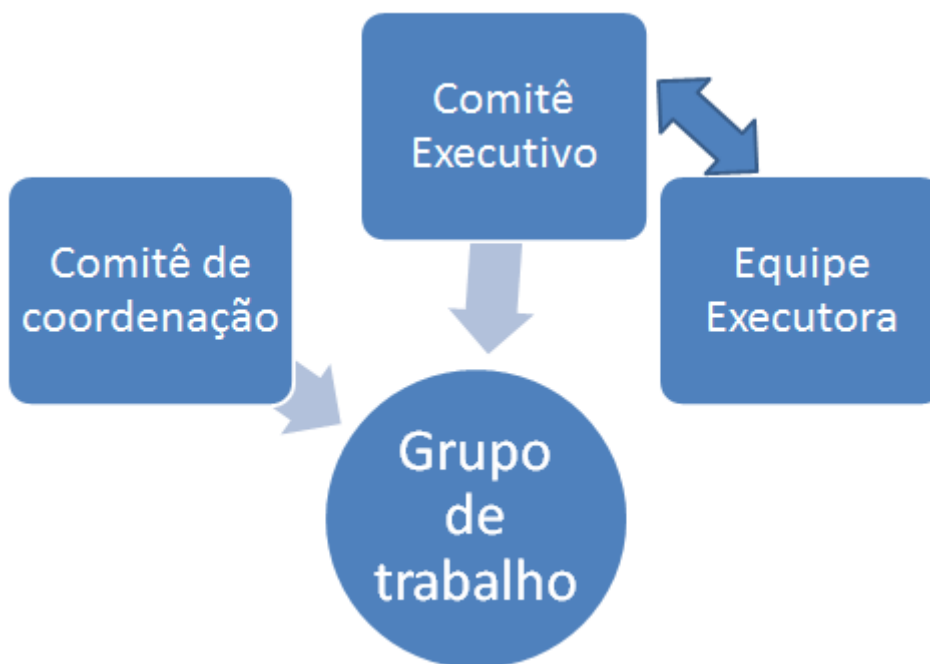 Comitê
Executivo
Comitê de
coordenação
Equipe
Executora
Grupo
de
trabalho